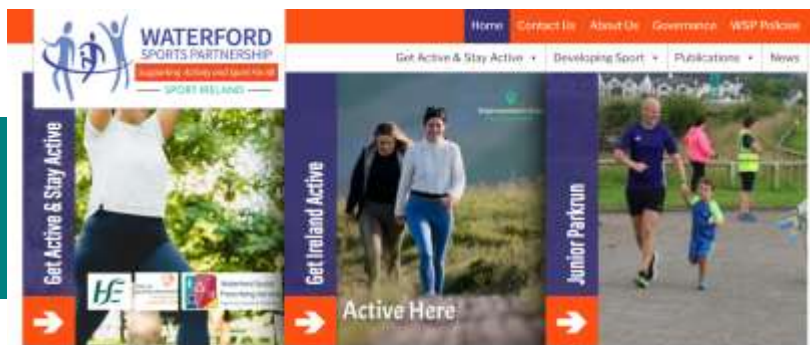 WATERFORD
SPORTS PARTNERSHIP
Supporting Activity and Sport for All
SPORT IRELAND
Home Contact Us About Us Governance WSP Policies
Get Active & Stay Active Developing Sport Publications News
Get Active & Stay Active
Get Ireland Active
Active Here
Junior Parkrun